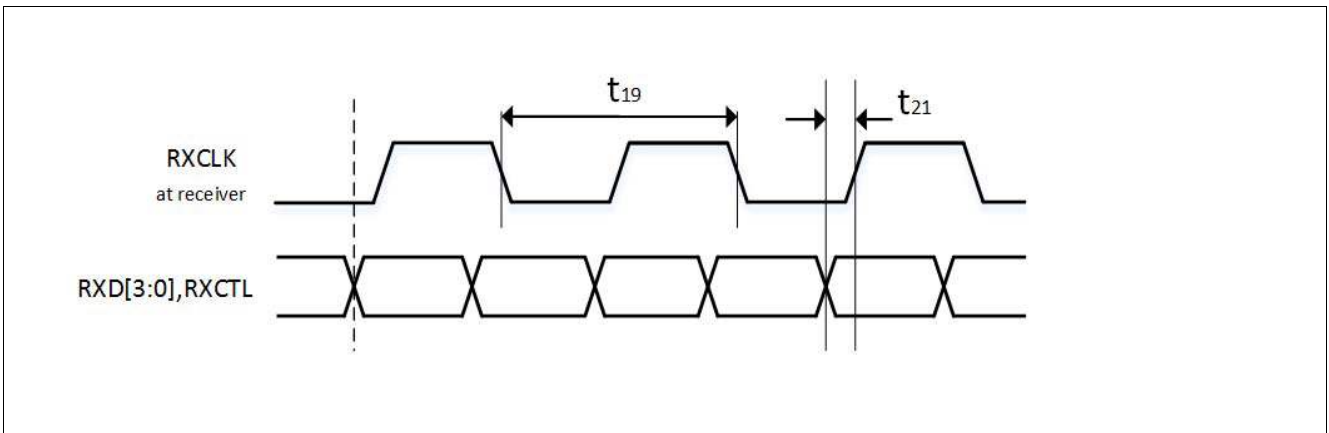 t19
t21
RXCLK
at receiver
RXD[3:0],RXCTL